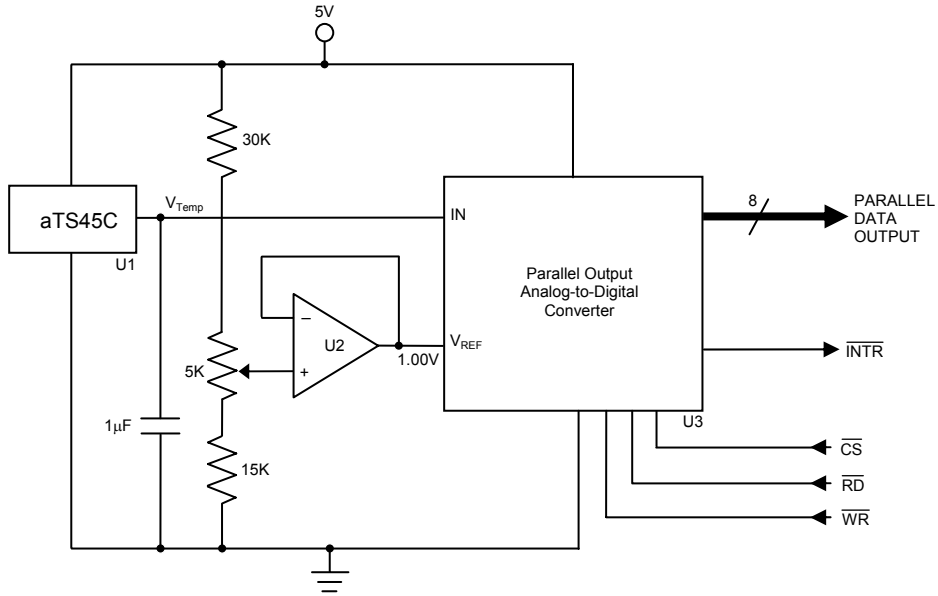 5V
30K
aTS45C
U1
V_Temp
IN
8
PARALLEL
DATA
OUTPUT
Parallel Output
Analog-to-Digital
Converter
–
U2
+
1.00V
V_REF
INTR
5K
U3
1µF
15K
CS
RD
WR